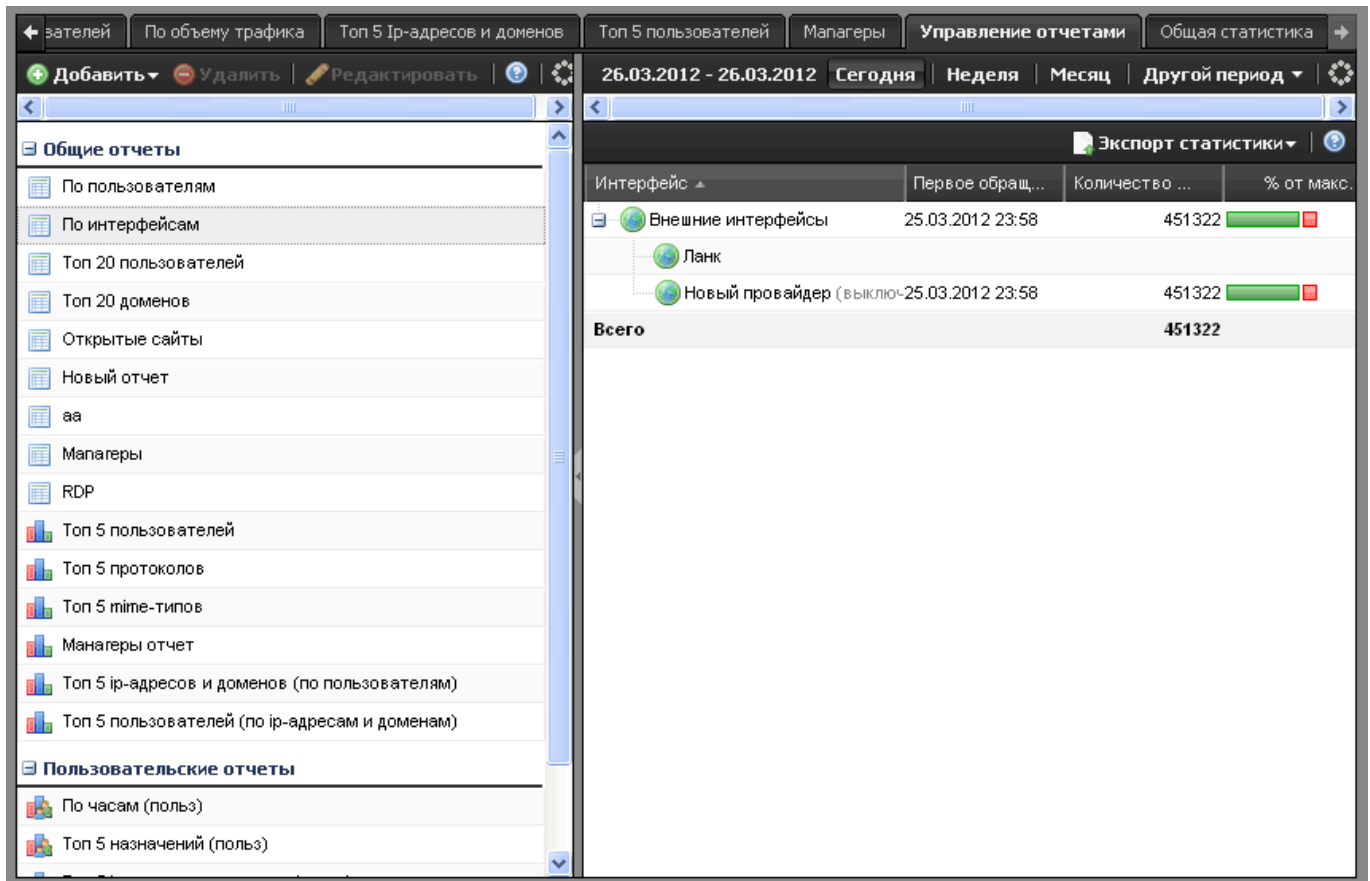 зателей По объему трафика Топ 5 Ip-адресов и доменов Топ 5 пользователей Манагеры Управление отчетами Общая статистика
Добавить Удалить Редактировать
26.03.2012 - 26.03.2012 Сегодня Неделя Месяц Другой период
Общие отчеты
По пользователям
По интерфейсам
Топ 20 пользователей
Топ 20 доменов
Открытые сайты
Новый отчет
aa
Манагеры
RDP
Топ 5 пользователей
Топ 5 протоколов
Топ 5 mime-типов
Манагеры отчет
Топ 5 ip-адресов и доменов (по пользователям)
Топ 5 пользователей (по ip-адресам и доменам)
Пользовательские отчеты
По часам (польз)
Топ 5 назначений (польз)
Экспорт статистики
Интерфейс Первое обращ... Количество ... % от макс.
Внешние интерфейсы 25.03.2012 23:58 451322
Ланк
Новый провайдер (выключ 25.03.2012 23:58 451322
Всего 451322